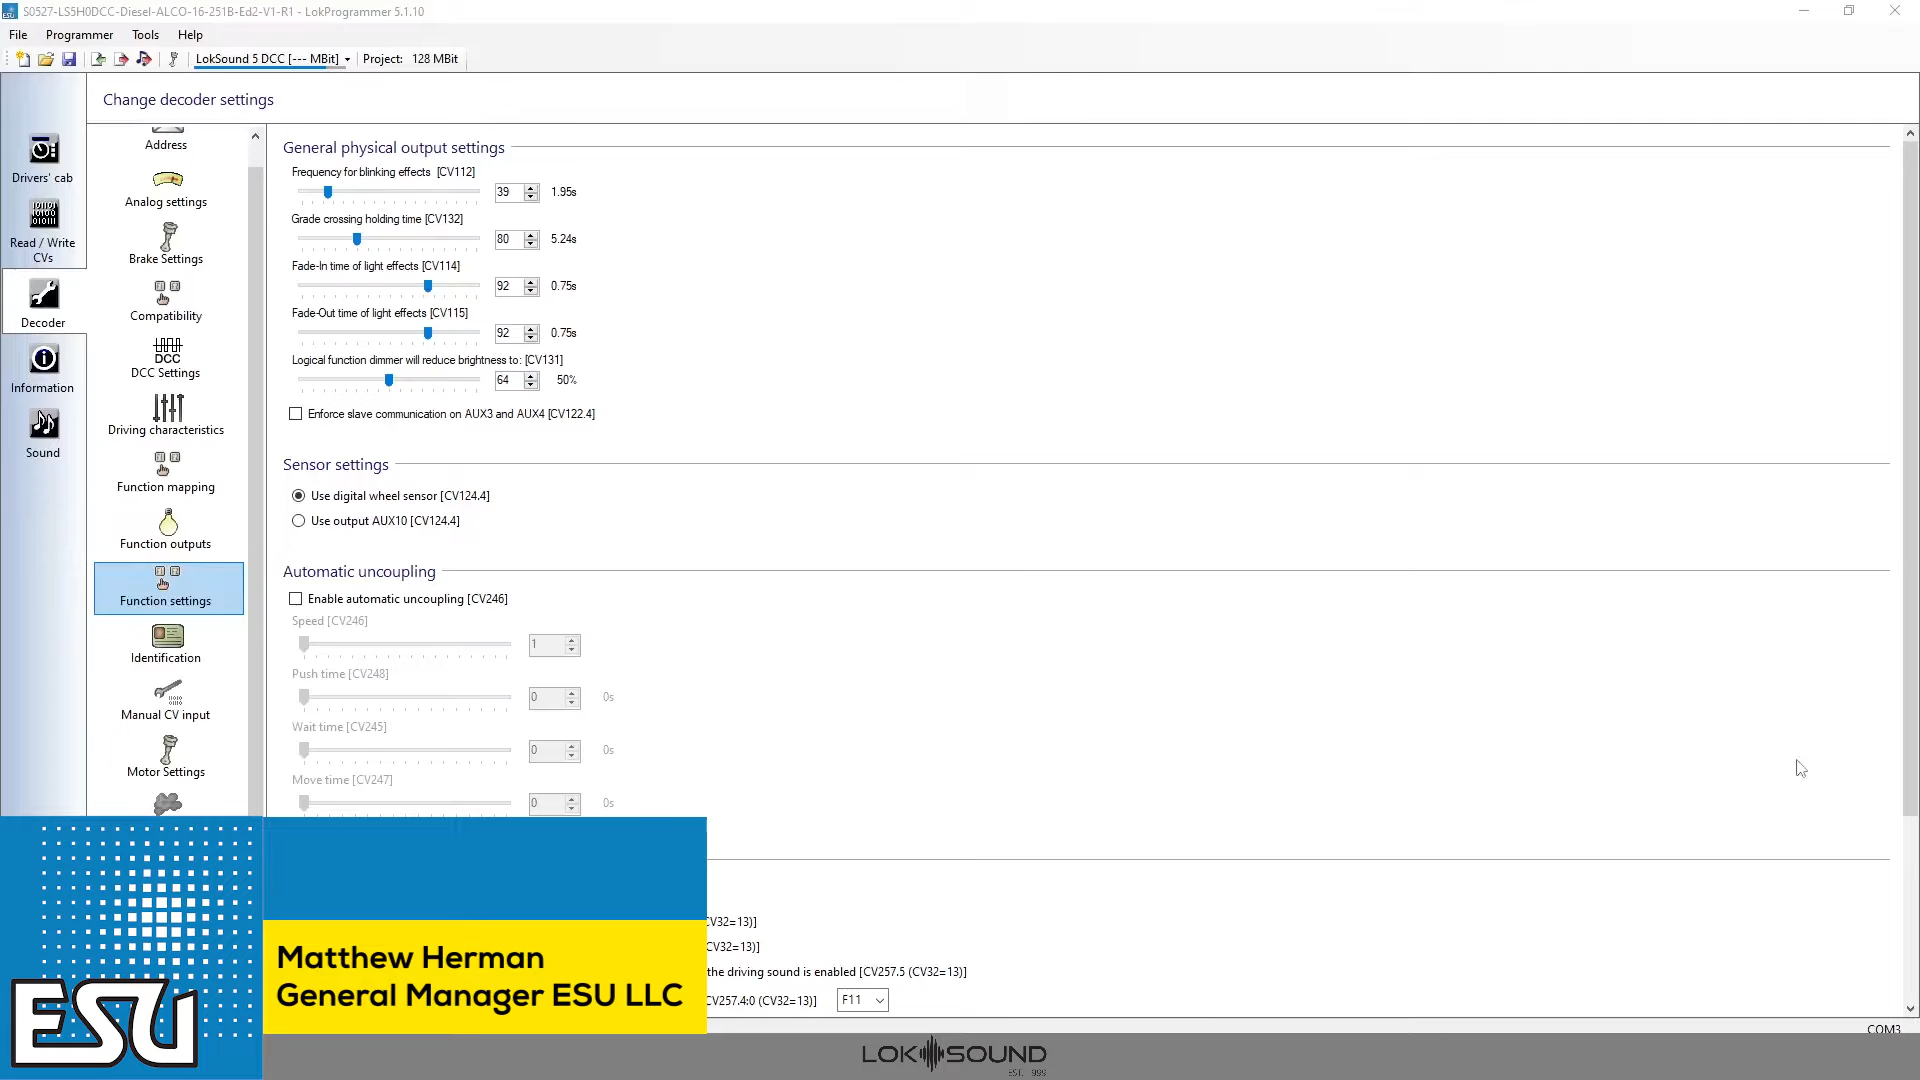 S0527-LS5H0DCC-Diesel-ALCO-16-251B-Ed2-V1-R1 - LokProgrammer 5.1.10
File Programmer Tools Help
LokSound 5 DCC [--- MBit] Project: 128 MBit
Change decoder settings
Drivers' cab
Read / Write
CVs
Decoder
Information
Sound
Address
Analog settings
Brake Settings
Compatibility
DCC
DCC Settings
Driving characteristics
Function mapping
Function outputs
Function settings
Identification
Manual CV input
Motor Settings
General physical output settings
Frequency for blinking effects [CV112]
39 1.95s
Grade crossing holding time [CV132]
80 5.24s
Fade-In time of light effects [CV114]
92 0.75s
Fade-Out time of light effects [CV115]
92 0.75s
Logical function dimmer will reduce brightness to: [CV131]
64 50%
Enforce slave communication on AUX3 and AUX4 [CV122.4]
Sensor settings
Use digital wheel sensor [CV124.4]
Use output AUX10 [CV124.4]
Automatic uncoupling
Enable automatic uncoupling [CV246]
Speed [CV246]
1
Push time [CV248]
0 0s
Wait time [CV245]
0 0s
Move time [CV247]
0 0s
CV32=13)]
CV32=13)]
the driving sound is enabled [CV257.5 (CV32=13)]
CV257.4:0 (CV32=13)] F11
COM3
ESU
Matthew Herman
General Manager ESU LLC
LOKSOUND